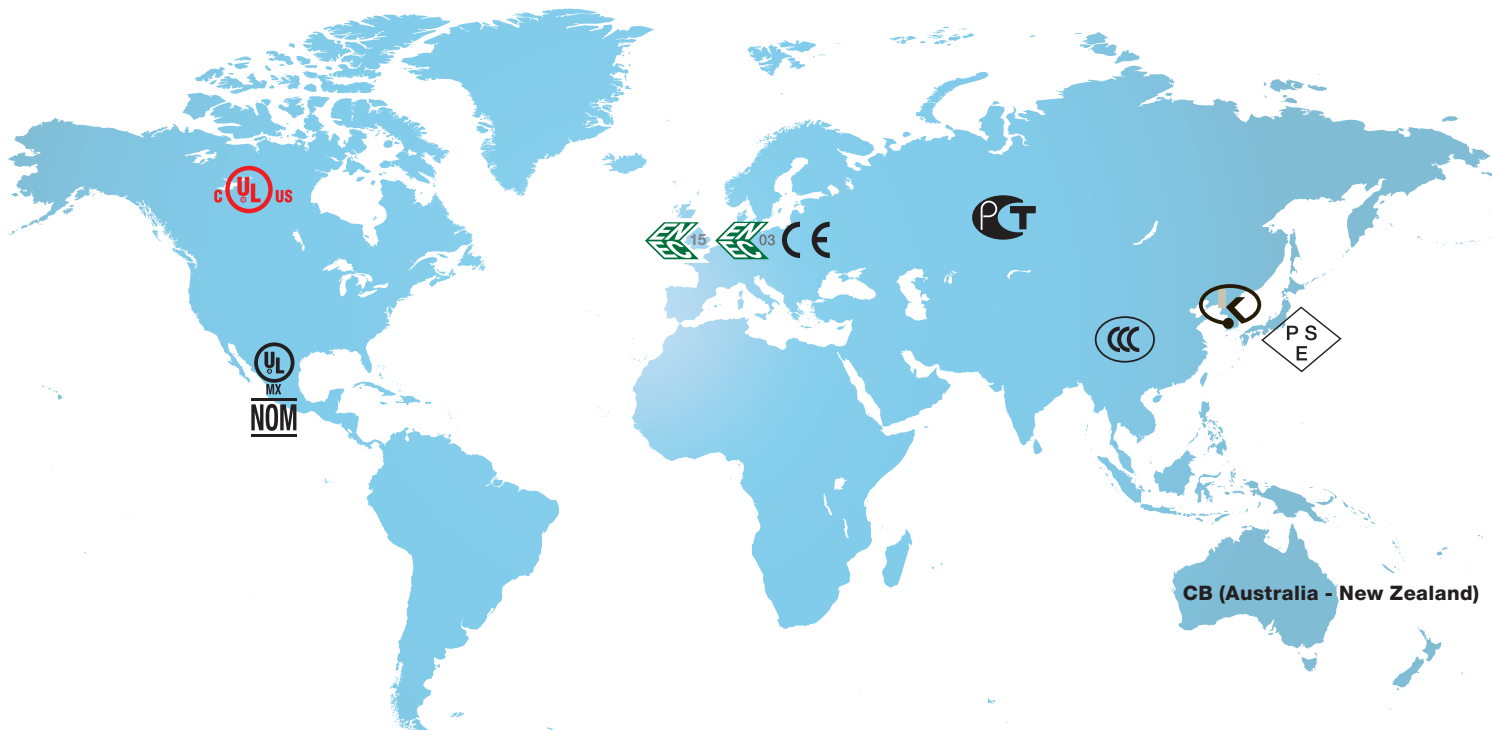 C UL US
EN
EC
15
EN
EC
03
CE
PCT
UL
MX
NOM
CCC
K
P S
E
CB (Australia - New Zealand)